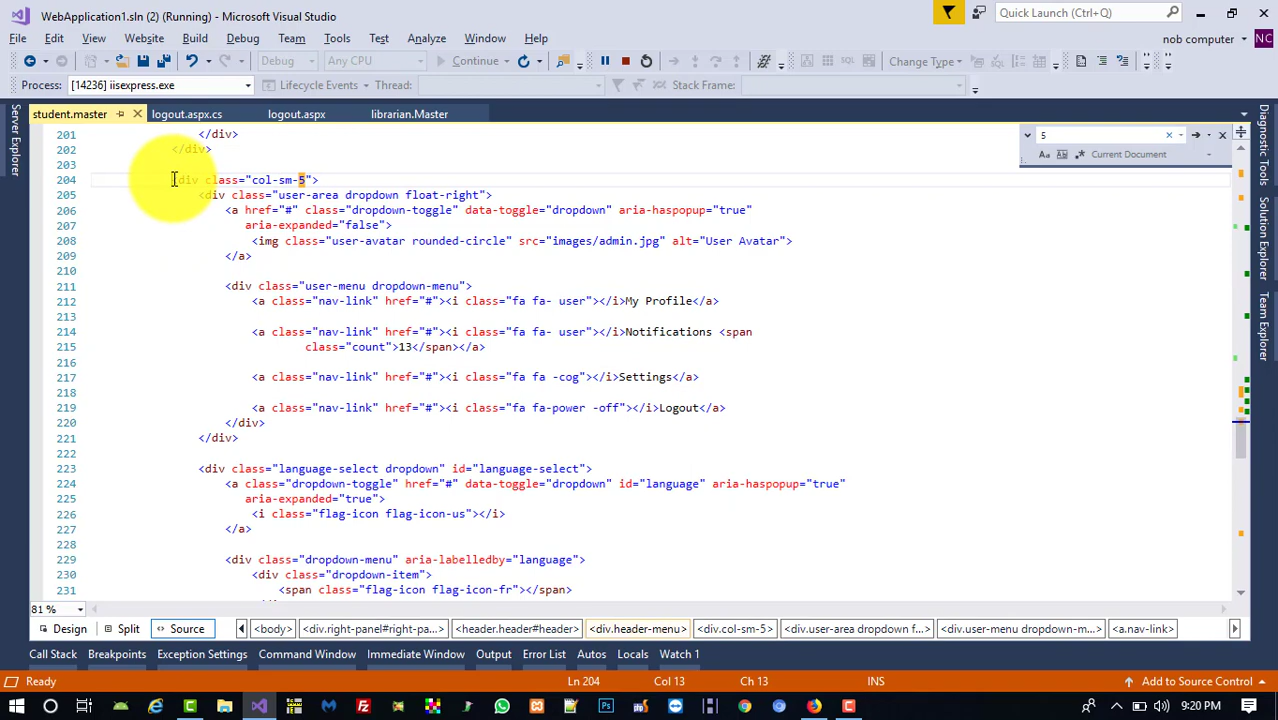 WebApplication1.sln (2) (Running) - Microsoft Visual Studio
Quick Launch (Ctrl+Q)
File Edit View Website Build Debug Team Tools Test Analyze Window Help
nob computer NC
Debug Any CPU Continue Change Type
Process: [14236] iisexpress.exe Lifecycle Events Thread: Stack Frame:
student.master logout.aspx.cs logout.aspx librarian.Master
Server Explorer
Diagnostic Tools Solution Explorer Team Explorer
5
Aa Current Document
201 </div>
202 </div>
203
204 <div class="col-sm-5">
205 <div class="user-area dropdown float-right">
206 <a href="#" class="dropdown-toggle" data-toggle="dropdown" aria-haspopup="true"
207 aria-expanded="false">
208 <img class="user-avatar rounded-circle" src="images/admin.jpg" alt="User Avatar">
209 </a>
210
211 <div class="user-menu dropdown-menu">
212 <a class="nav-link" href="#"><i class="fa fa- user"></i>My Profile</a>
213
214 <a class="nav-link" href="#"><i class="fa fa- user"></i>Notifications <span
215 class="count">13</span></a>
216
217 <a class="nav-link" href="#"><i class="fa fa -cog"></i>Settings</a>
218
219 <a class="nav-link" href="#"><i class="fa fa-power -off"></i>Logout</a>
220 </div>
221 </div>
222
223 <div class="language-select dropdown" id="language-select">
224 <a class="dropdown-toggle" href="#" data-toggle="dropdown" id="language" aria-haspopup="true"
225 aria-expanded="true">
226 <i class="flag-icon flag-icon-us"></i>
227 </a>
228
229 <div class="dropdown-menu" aria-labelledby="language">
230 <div class="dropdown-item">
231 <span class="flag-icon flag-icon-fr"></span>
81 %
Design Split Source <body> <div.right-panel#right-pa...> <header.header#header> <div.header-menu> <div.col-sm-5> <div.user-area dropdown f...> <div.user-menu dropdown-m...> <a.nav-link>
Call Stack Breakpoints Exception Settings Command Window Immediate Window Output Error List Autos Locals Watch 1
Ready Ln 204 Col 13 Ch 13 INS Add to Source Control
9:20 PM